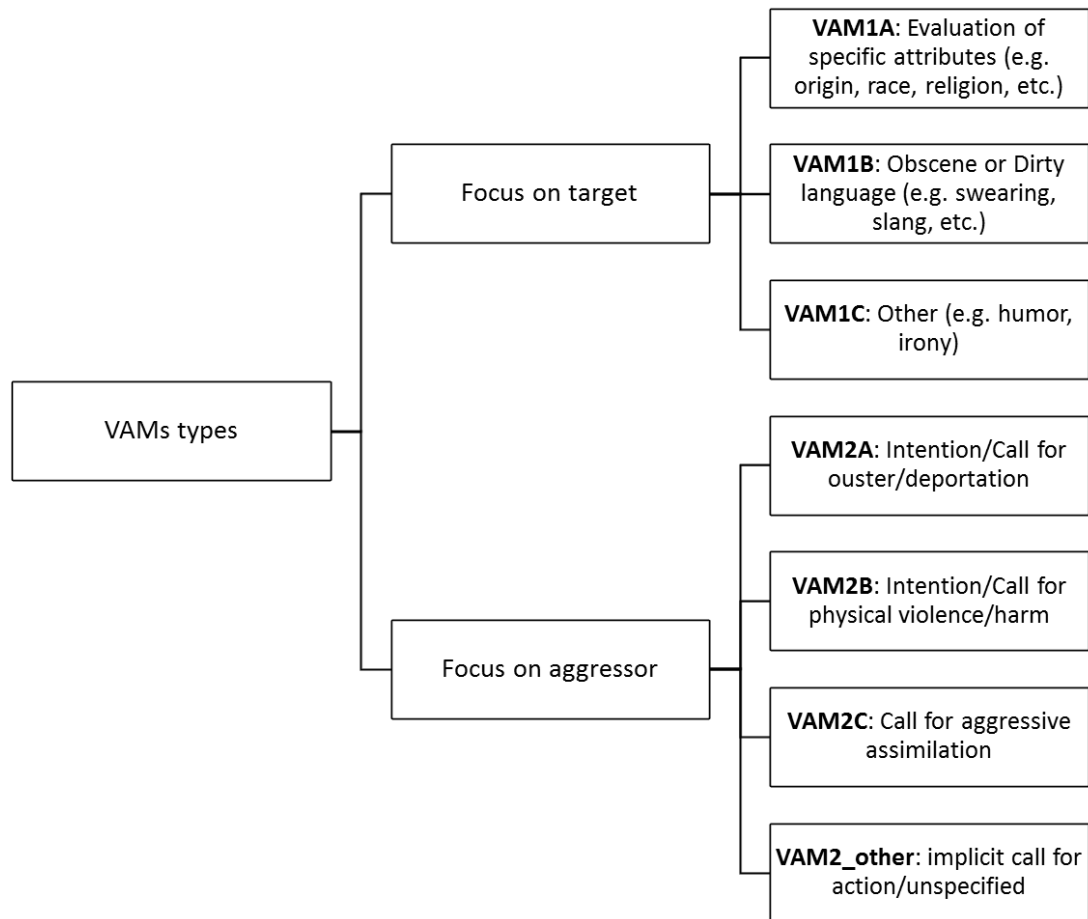 VAM1A: Evaluation of
specific attributes (e.g.
origin, race, religion, etc.)
Focus on target
VAM1B: Obscene or Dirty
language (e.g. swearing,
slang, etc.)
VAM1C: Other (e.g. humor,
irony)
VAMs types
VAM2A: Intention/Call for
ouster/deportation
VAM2B: Intention/Call for
physical violence/harm
Focus on aggressor
VAM2C: Call for aggressive
assimilation
VAM2_other: implicit call for
action/unspecified